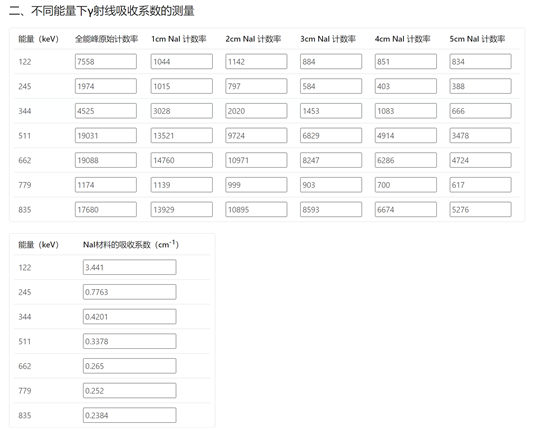 二、不同能量下γ射线吸收系数的测量
能量（keV） 全能峰原始计数率 1cm NaI 计数率 2cm NaI 计数率 3cm NaI 计数率 4cm NaI 计数率 5cm NaI 计数率
122 7558 1044 1142 884 851 834
245 1974 1015 797 584 403 388
344 4525 3028 2020 1453 1083 666
511 19031 13521 9724 6829 4914 3478
662 19088 14760 10971 8247 6286 4724
779 1174 1139 999 903 700 617
835 17680 13929 10895 8593 6674 5276
能量（keV） NaI材料的吸收系数（cm⁻¹）
122 3.441
245 0.7763
344 0.4201
511 0.3378
662 0.265
779 0.252
835 0.2384